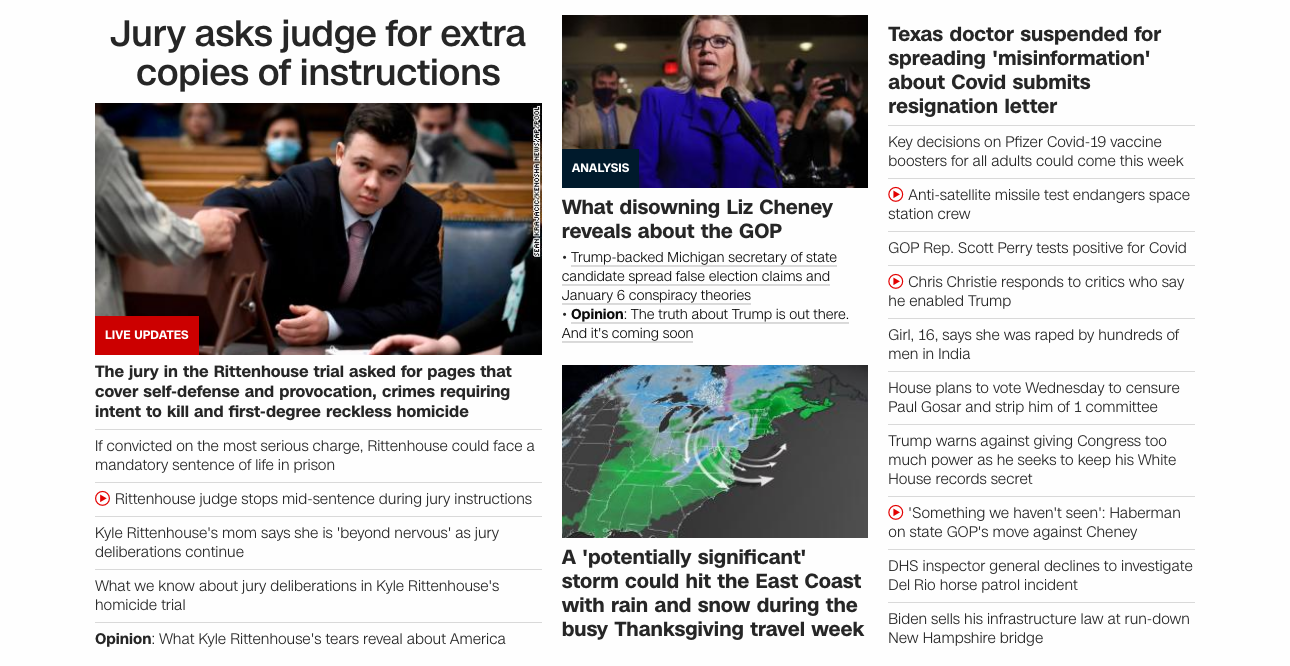 Jury asks judge for extra
copies of instructions
SEAN KRAJACIC/KENOSHA NEWS/AP/POOL
LIVE UPDATES
The jury in the Rittenhouse trial asked for pages that
cover self-defense and provocation, crimes requiring
intent to kill and first-degree reckless homicide
If convicted on the most serious charge, Rittenhouse could face a
mandatory sentence of life in prison
Rittenhouse judge stops mid-sentence during jury instructions
Kyle Rittenhouse's mom says she is 'beyond nervous' as jury
deliberations continue
What we know about jury deliberations in Kyle Rittenhouse's
homicide trial
Opinion: What Kyle Rittenhouse's tears reveal about America
ANALYSIS
What disowning Liz Cheney
reveals about the GOP
• Trump-backed Michigan secretary of state
candidate spread false election claims and
January 6 conspiracy theories
• Opinion: The truth about Trump is out there.
And it's coming soon
A 'potentially significant'
storm could hit the East Coast
with rain and snow during the
busy Thanksgiving travel week
Texas doctor suspended for
spreading 'misinformation'
about Covid submits
resignation letter
Key decisions on Pfizer Covid-19 vaccine
boosters for all adults could come this week
Anti-satellite missile test endangers space
station crew
GOP Rep. Scott Perry tests positive for Covid
Chris Christie responds to critics who say
he enabled Trump
Girl, 16, says she was raped by hundreds of
men in India
House plans to vote Wednesday to censure
Paul Gosar and strip him of 1 committee
Trump warns against giving Congress too
much power as he seeks to keep his White
House records secret
'Something we haven't seen': Haberman
on state GOP's move against Cheney
DHS inspector general declines to investigate
Del Rio horse patrol incident
Biden sells his infrastructure law at run-down
New Hampshire bridge